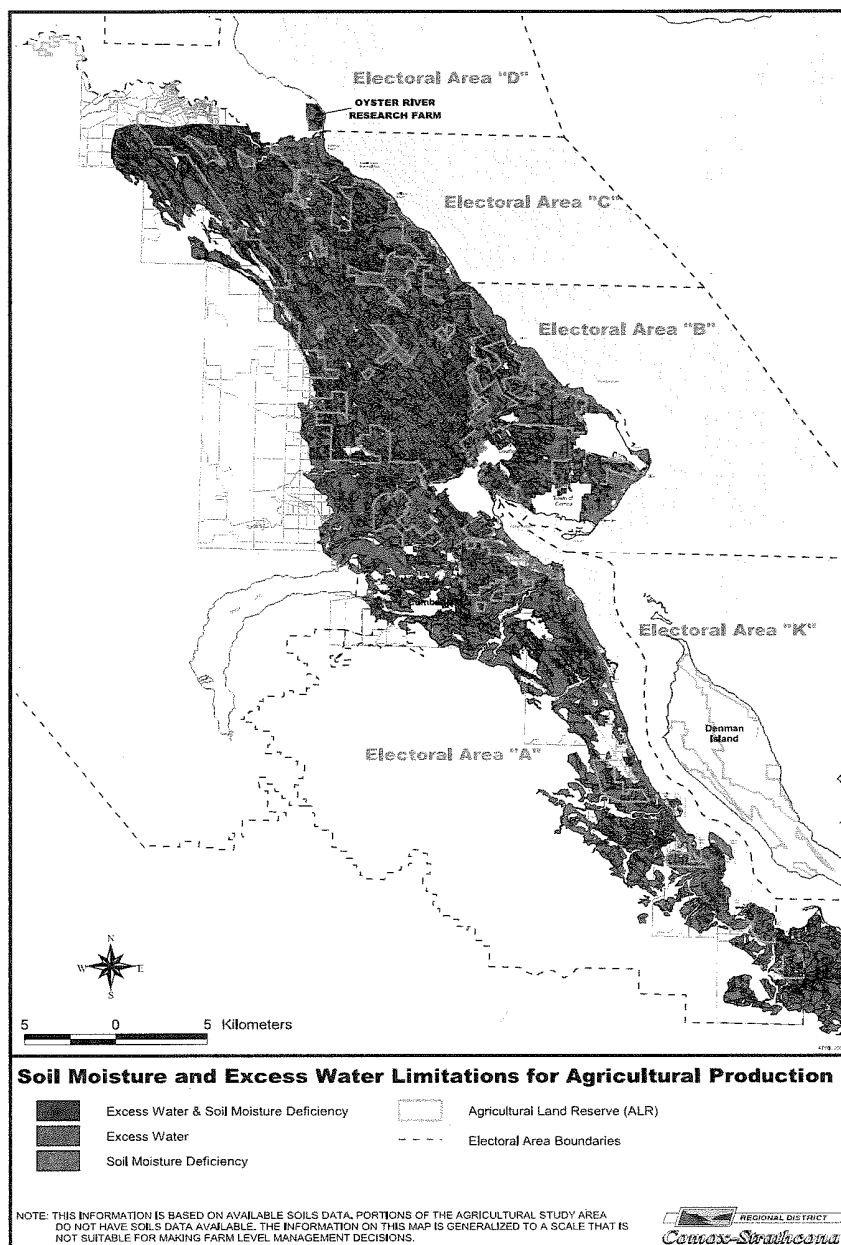 Electoral Area "D"
OYSTER RIVER
RESEARCH FARM
Electoral Area "C"
Electoral Area "B"
Town of
Comox
Electoral Area "K"
Denman
Island
Electoral Area "A"
N
W E
S
5 0 5 Kilometers
Soil Moisture and Excess Water Limitations for Agricultural Production
Excess Water & Soil Moisture Deficiency
Excess Water
Soil Moisture Deficiency
Agricultural Land Reserve (ALR)
Electoral Area Boundaries
NOTE: THIS INFORMATION IS BASED ON AVAILABLE SOILS DATA. PORTIONS OF THE AGRICULTURAL STUDY AREA
DO NOT HAVE SOILS DATA AVAILABLE. THE INFORMATION ON THIS MAP IS GENERALIZED TO A SCALE THAT IS
NOT SUITABLE FOR MAKING FARM LEVEL MANAGEMENT DECISIONS.
REGIONAL DISTRICT
Comox-Strathcona